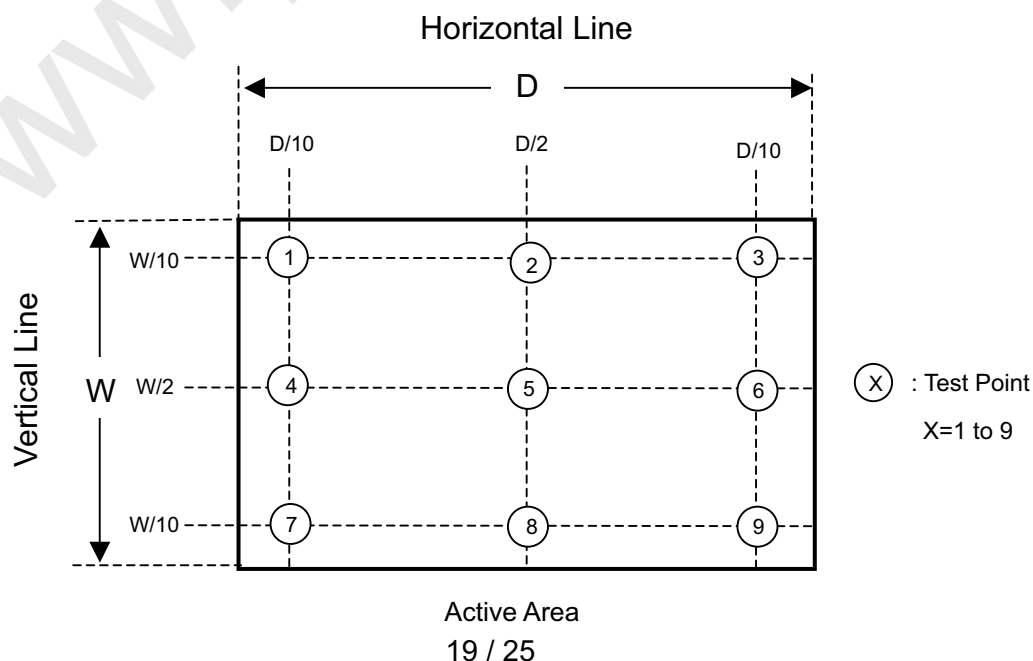 Horizontal Line
D
D/10 D/2 D/10
W/10 1 2 3
Vertical Line
W W/2 4 5 6
X : Test Point
X=1 to 9
W/10 7 8 9
Active Area
19 / 25